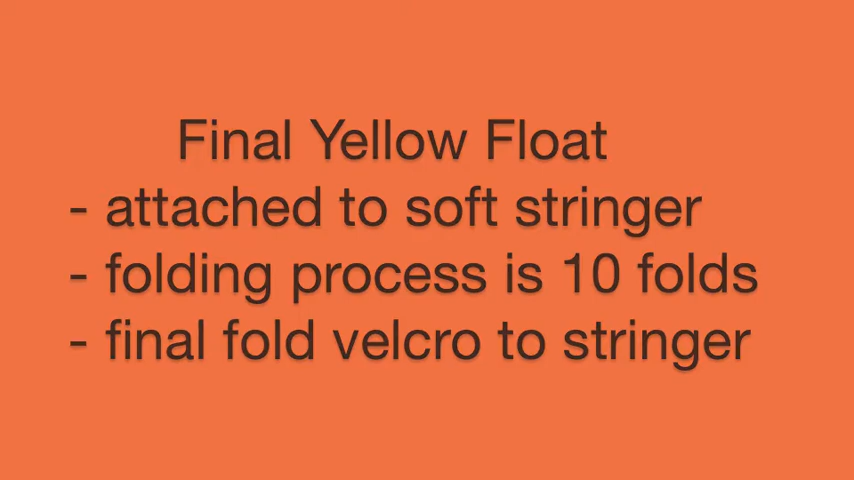 Final Yellow Float
- attached to soft stringer
- folding process is 10 folds
- final fold velcro to stringer